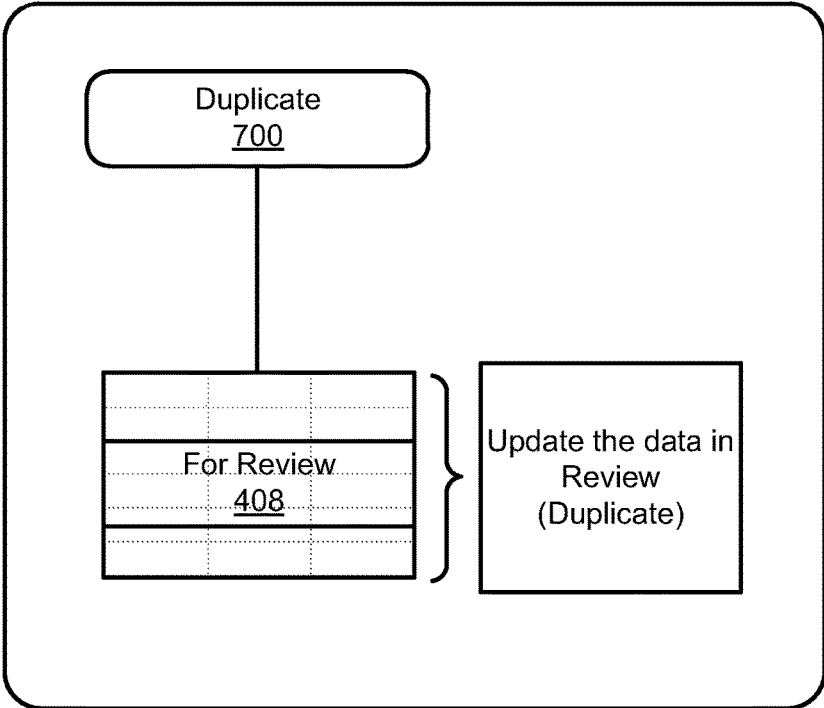 Duplicate
700
For Review
408
Update the data in
Review
(Duplicate)